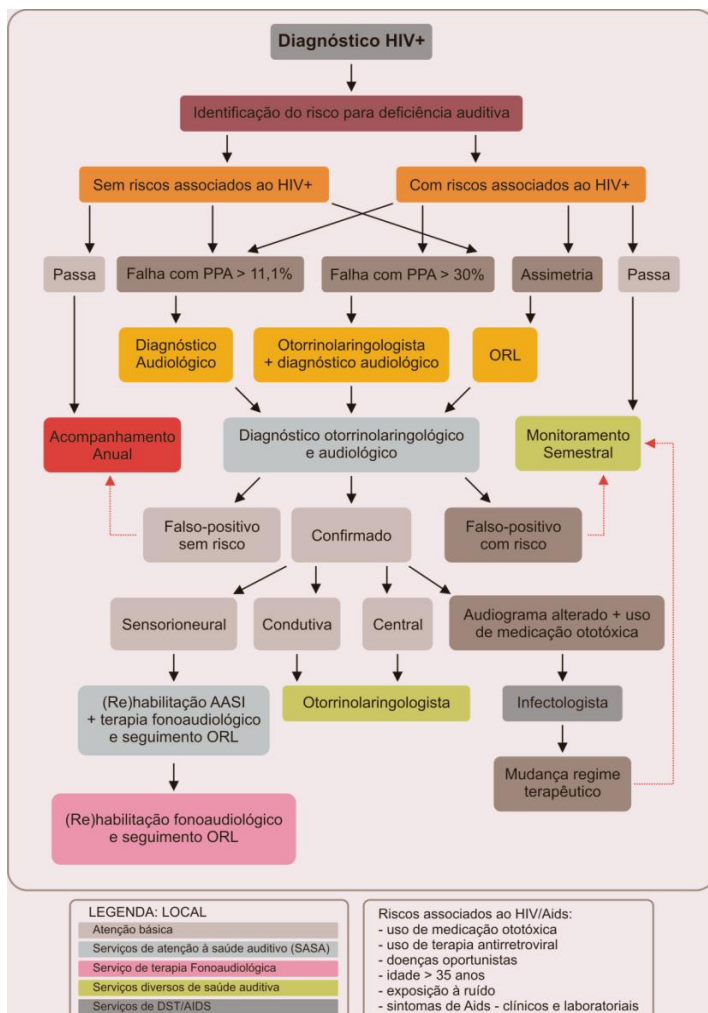 Diagnóstico HIV+
Identificação do risco para deficiência auditiva
Sem riscos associados ao HIV+
Com riscos associados ao HIV+
Passa
Falha com PPA > 11,1%
Falha com PPA > 30%
Assimetria
Passa
Diagnóstico
Audiológico
Otorrinolaringologista
+ diagnóstico audiológico
ORL
Acompanhamento
Anual
Diagnóstico otorrinolaringológico
e audiológico
Monitoramento
Semestral
Falso-positivo
sem risco
Confirmado
Falso-positivo
com risco
Sensorioneural
Condutiva
Central
Audiograma alterado + uso
de medicação ototóxica
(Re)habilitação AASI
+ terapia fonoaudiológico
e seguimento ORL
Otorrinolaringologista
Infectologista
Mudança regime
terapêutico
(Re)habilitação fonoaudiológico
e seguimento ORL
LEGENDA: LOCAL
Atenção básica
Serviços de atenção à saúde auditivo (SASA)
Serviço de terapia Fonoaudiológica
Serviços diversos de saúde auditiva
Serviços de DST/AIDS
Riscos associados ao HIV/Aids:
- uso de medicação ototóxica
- uso de terapia antirretroviral
- doenças oportunistas
- idade > 35 anos
- exposição à ruído
- sintomas de Aids - clínicos e laboratoriais